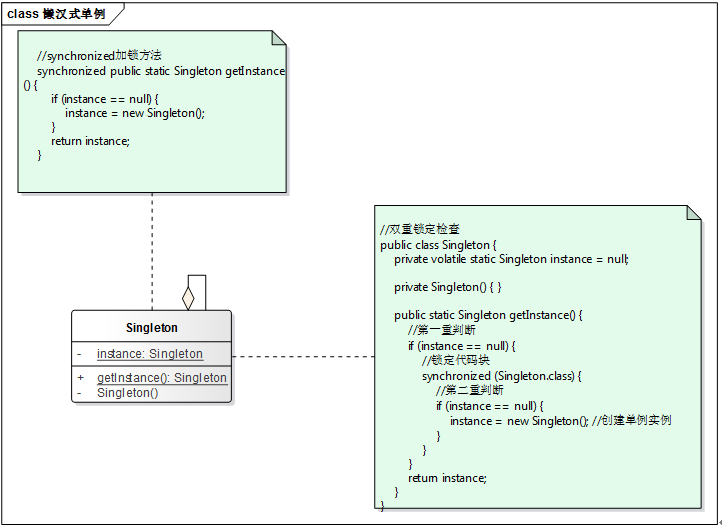 class 懒汉式单例
//synchronized加锁方法
synchronized public static Singleton getInstance
() {
if (instance == null) {
instance = new Singleton();
}
return instance;
}
Singleton
- instance: Singleton
+ getInstance(): Singleton
- Singleton()
//双重锁定检查
public class Singleton {
private volatile static Singleton instance = null;
private Singleton() { }
public static Singleton getInstance() {
//第一重判断
if (instance == null) {
//锁定代码块
synchronized (Singleton.class) {
//第二重判断
if (instance == null) {
instance = new Singleton(); //创建单例实例
}
}
}
return instance;
}
}